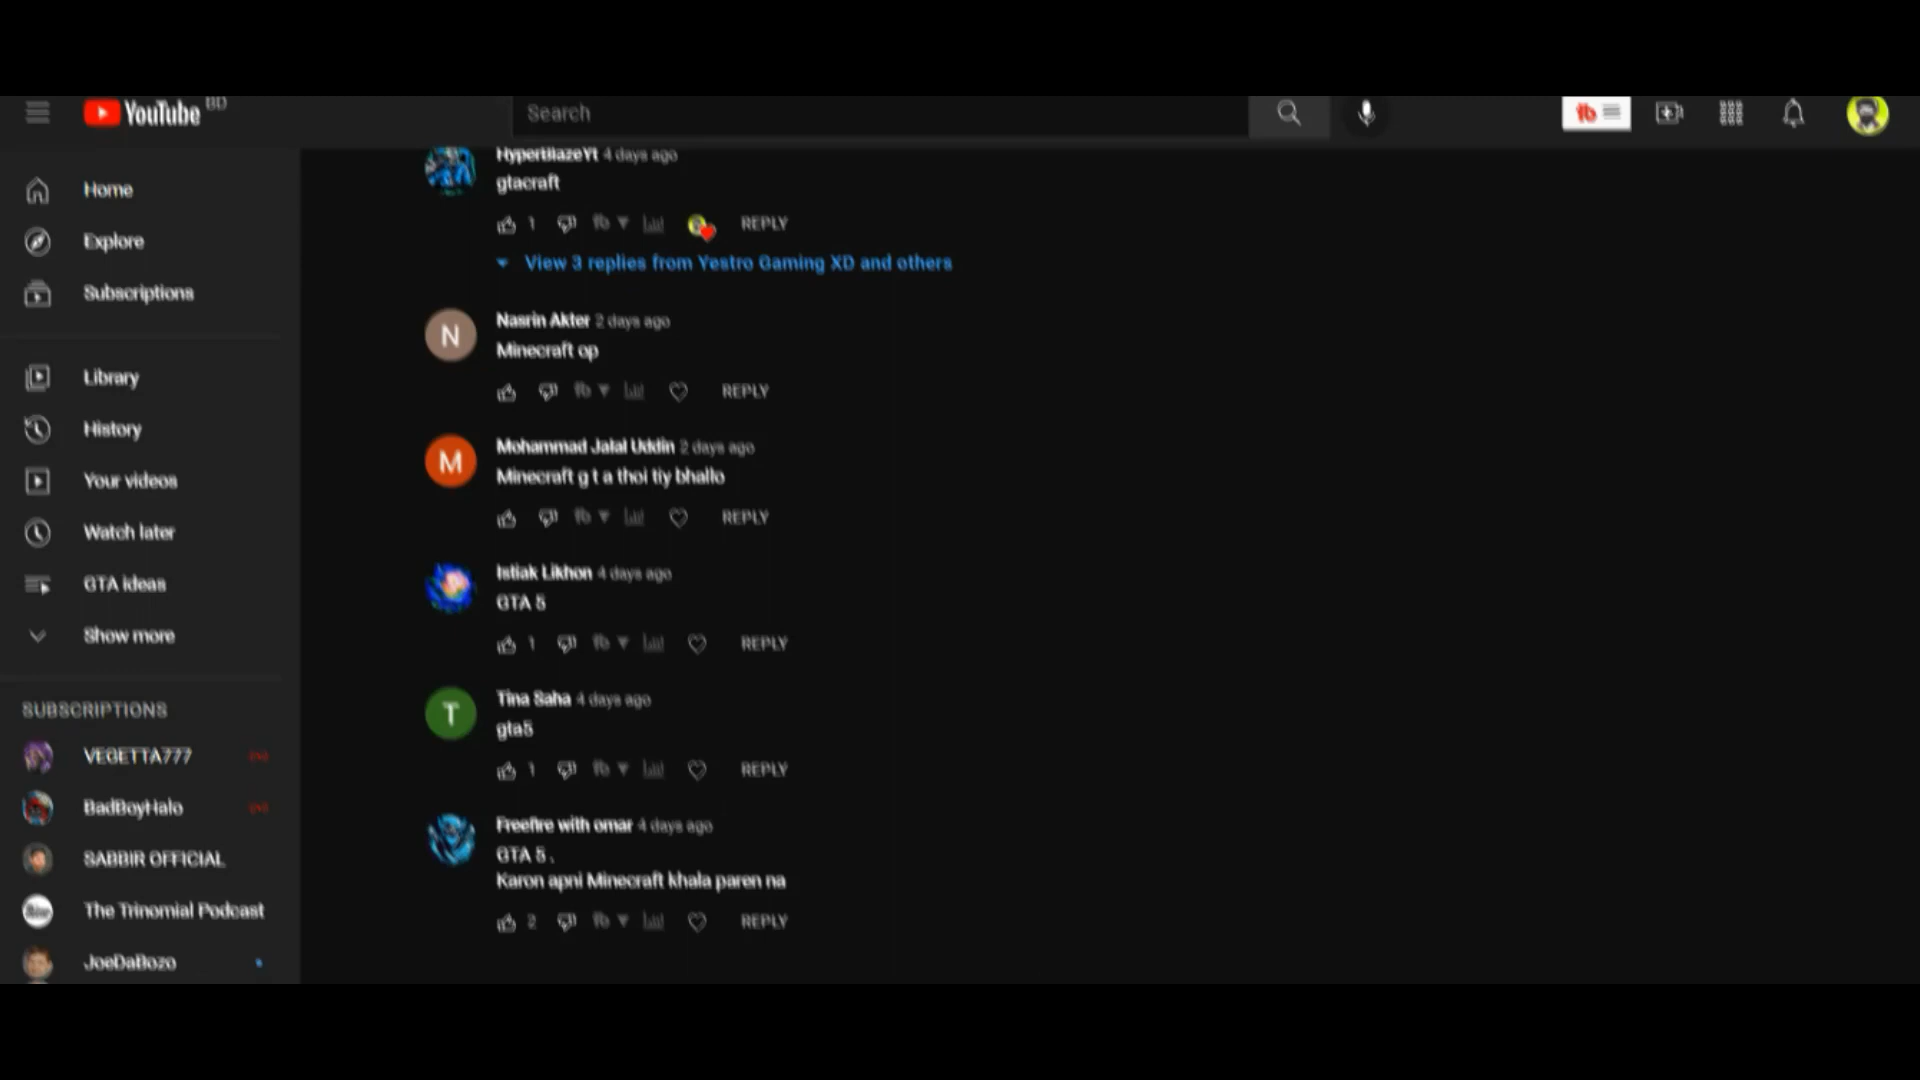 YouTube BD
Search
Home
Explore
Subscriptions
Library
History
Your videos
Watch later
GTA ideas
Show more
SUBSCRIPTIONS
VEGETTA777
BadBoyHalo
SABBIR OFFICIAL
The Trinomial Podcast
JoeDaBozo
HyperBlazeYt 4 days ago
gtacraft
1 REPLY
View 3 replies from Yestro Gaming XD and others
N
Nasrin Akter 2 days ago
Minecraft op
REPLY
M
Mohammad Jalal Uddin 2 days ago
Minecraft g t a thoi tiy bhallo
REPLY
Istiak Likhon 4 days ago
GTA 5
1 REPLY
T
Tina Saha 4 days ago
gta5
1 REPLY
Freefire with omar 4 days ago
GTA 5 .
Karon apni Minecraft khala paren na
2 REPLY